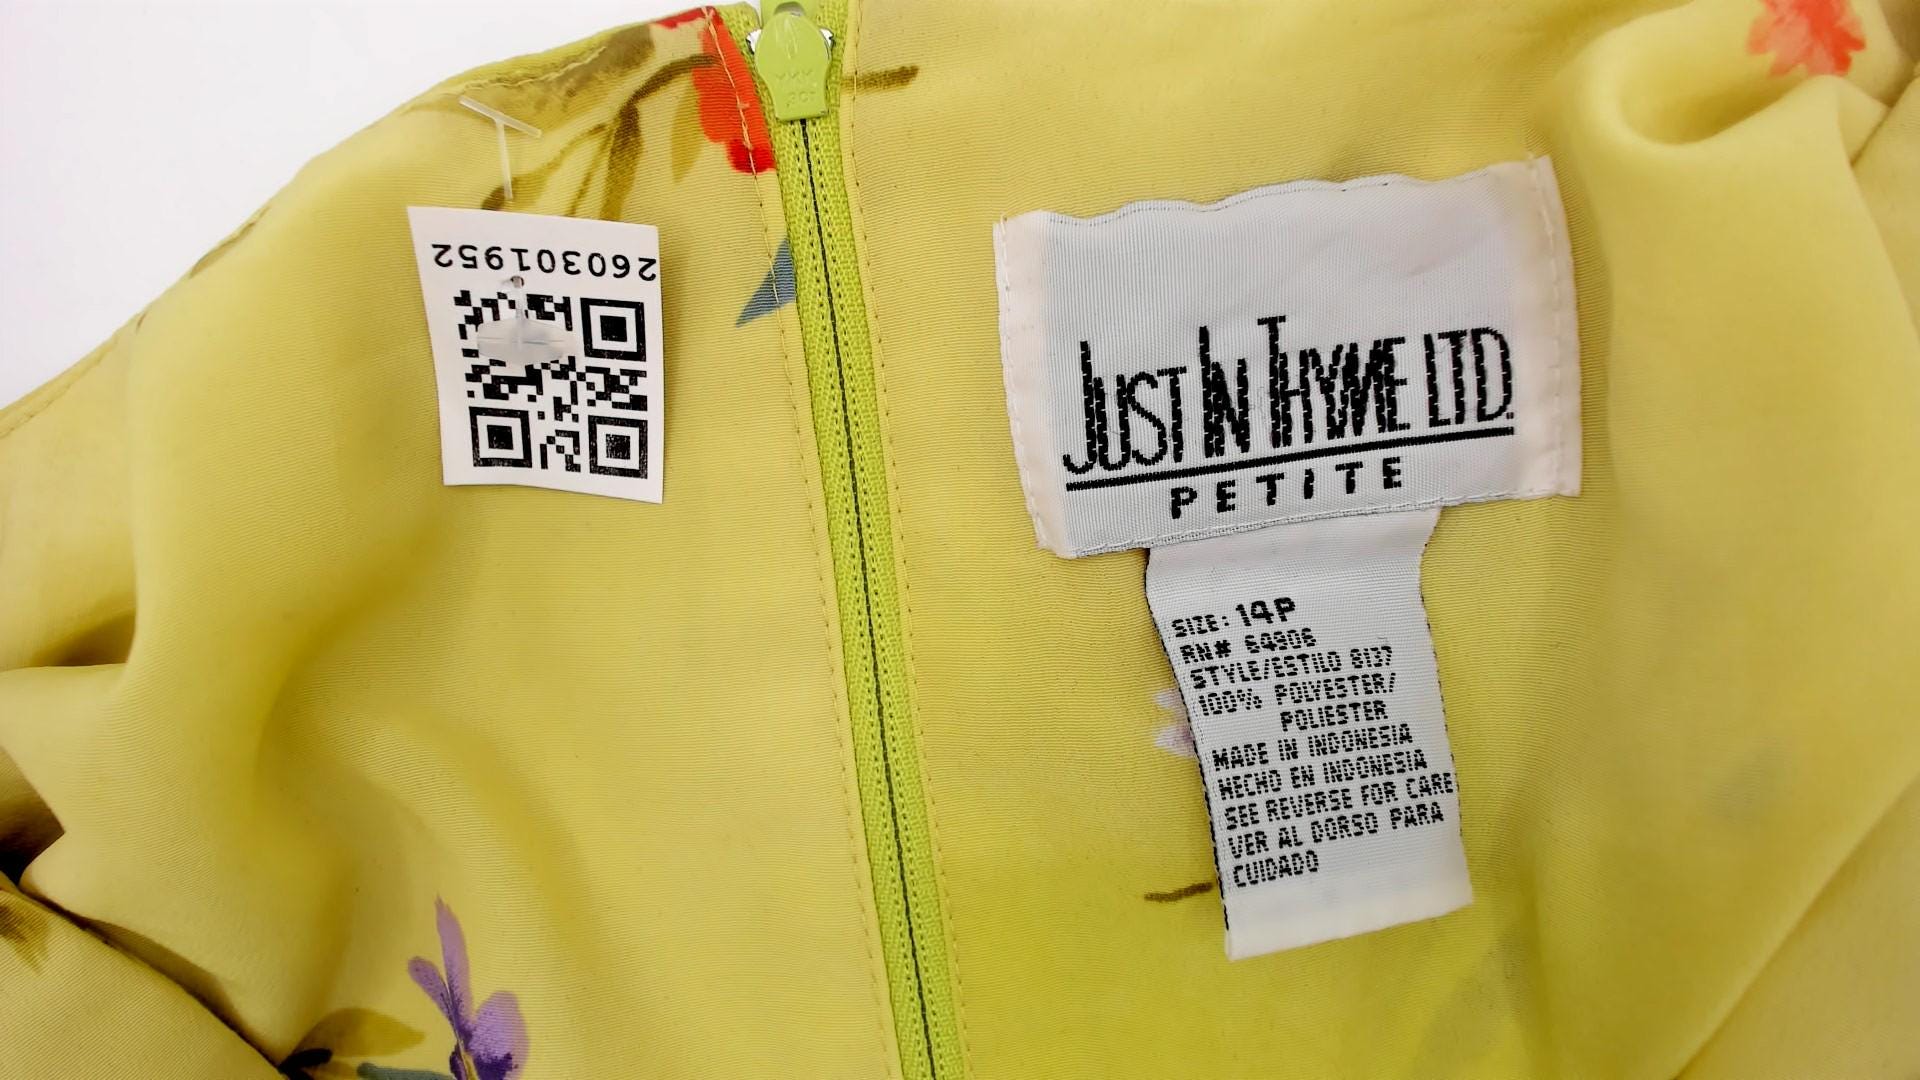 260301952
JUST IN THYME LTD.
PETITE
SIZE: 14P
RN# 64906
STYLE/ESTILO 8137
100% POLYESTER/
POLIESTER
MADE IN INDONESIA
HECHO EN INDONESIA
SEE REVERSE FOR CARE
VER AL DORSO PARA
CUIDADO